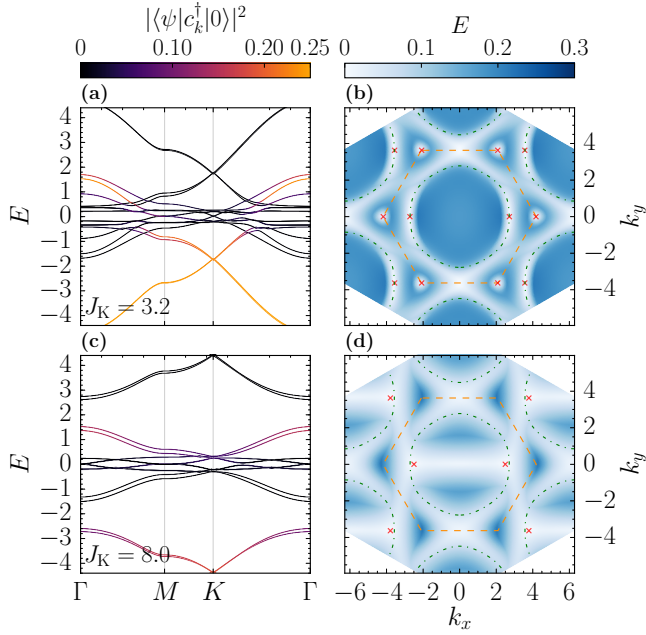 |⟨ψ|c†k|0⟩|²
E
0 0.10 0.20 0.25
0 0.1 0.2 0.3
(a)
(b)
4
3
2
1
0
−1
−2
−3
−4
E
J_K = 3.2
4
2
0
−2
−4
k_y
(c)
(d)
4
3
2
1
0
−1
−2
−3
−4
E
J_K = 8.0
4
2
0
−2
−4
k_y
Γ M K Γ
−6 −4 −2 0 2 4 6
k_x